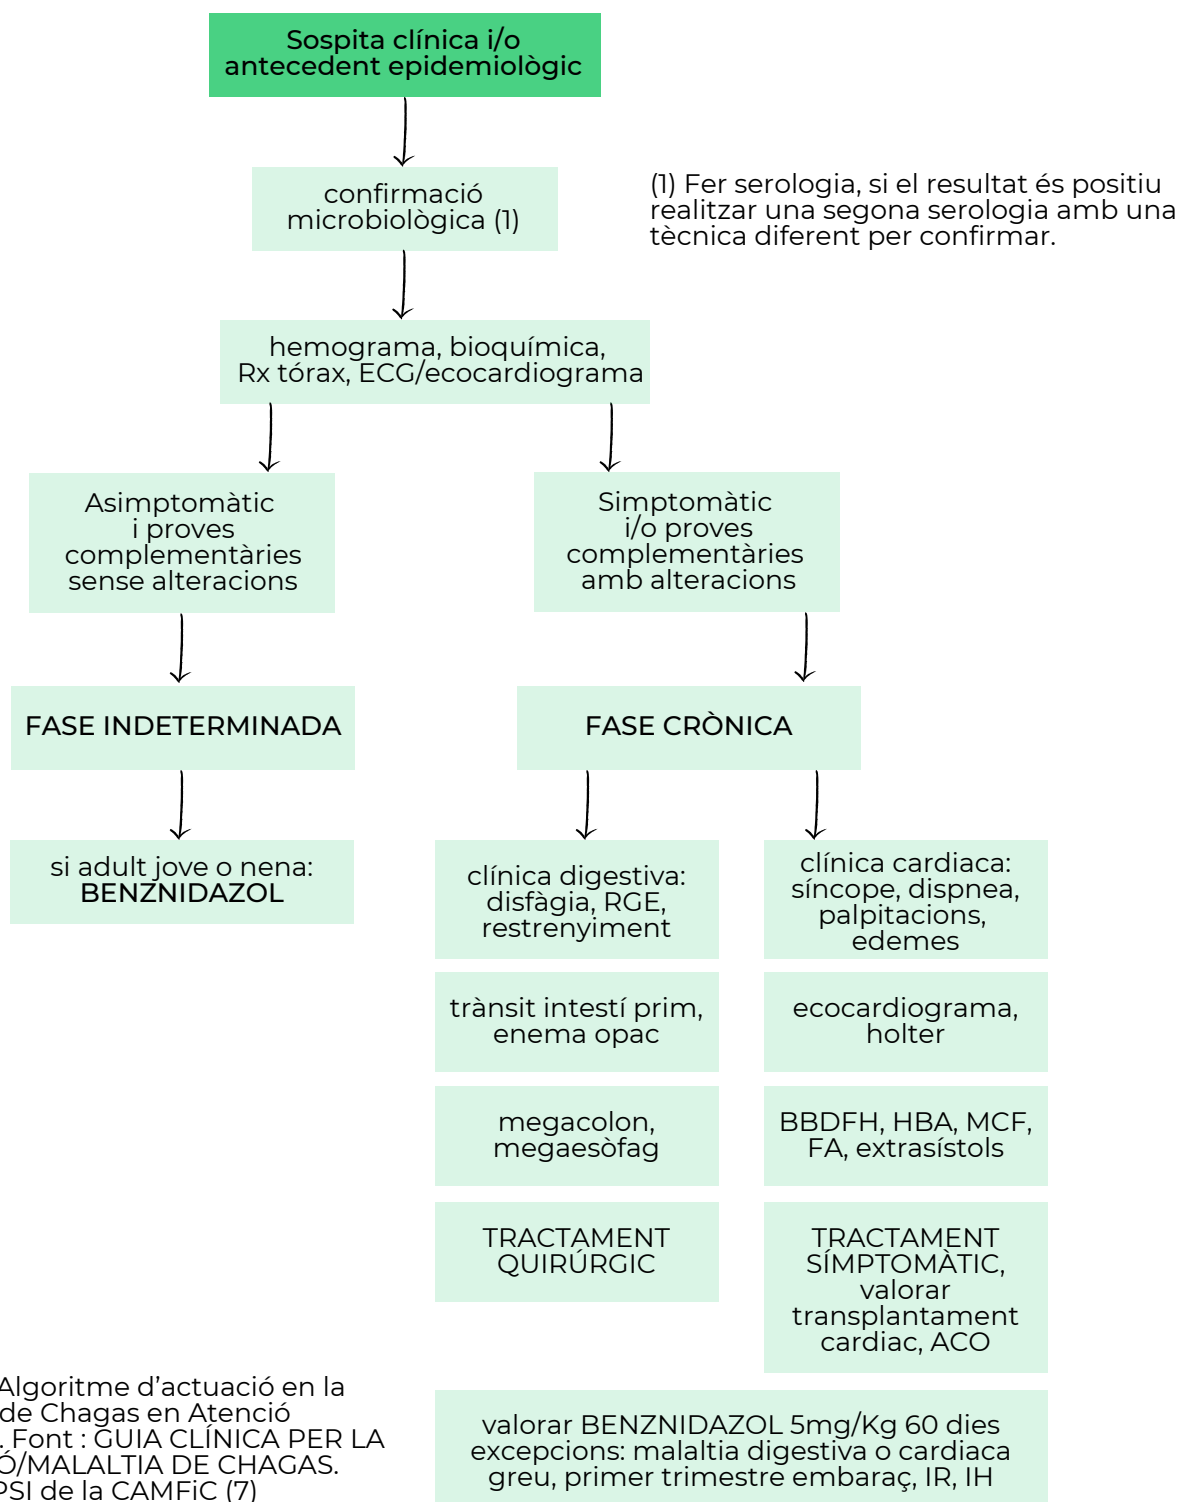 Sospita clínica i/o
antecedent epidemiològic
confirmació
microbiològica (1)
(1) Fer serologia, si el resultat és positiu
realitzar una segona serologia amb una
tècnica diferent per confirmar.
hemograma, bioquímica,
Rx tórax, ECG/ecocardiograma
Asimptomàtic
i proves
complementàries
sense alteracions
Simptomàtic
i/o proves
complementàries
amb alteracions
FASE INDETERMINADA
FASE CRÒNICA
si adult jove o nena:
BENZNIDAZOL
clínica digestiva:
disfàgia, RGE,
restrenyiment
clínica cardiaca:
síncope, dispnea,
palpitacions,
edemes
trànsit intestí prim,
enema opac
ecocardiograma,
holter
megacolon,
megaesòfag
BBDFH, HBA, MCF,
FA, extrasístols
TRACTAMENT
QUIRÚRGIC
TRACTAMENT
SÍMPTOMÀTIC,
valorar
transplantament
cardiac, ACO
Algoritme d'actuació en la
de Chagas en Atenció
. Font : GUIA CLÍNICA PER LA
Ó/MALALTIA DE CHAGAS.
PSI de la CAMFiC (7)
valorar BENZNIDAZOL 5mg/Kg 60 dies
excepcions: malaltia digestiva o cardiaca
greu, primer trimestre embaraç, IR, IH